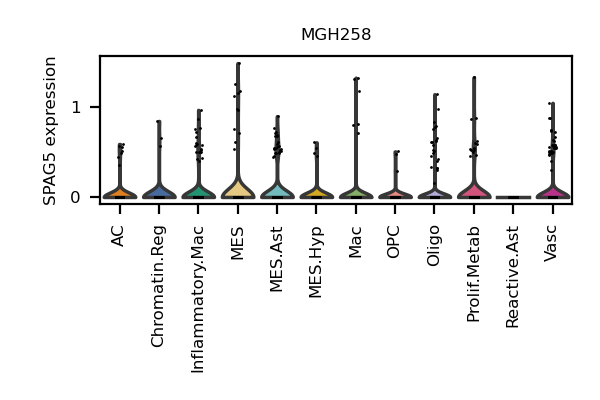 MGH258
SPAG5 expression
1
0
AC
Chromatin.Reg
Inflammatory.Mac
MES
MES.Ast
MES.Hyp
Mac
OPC
Oligo
Prolif.Metab
Reactive.Ast
Vasc